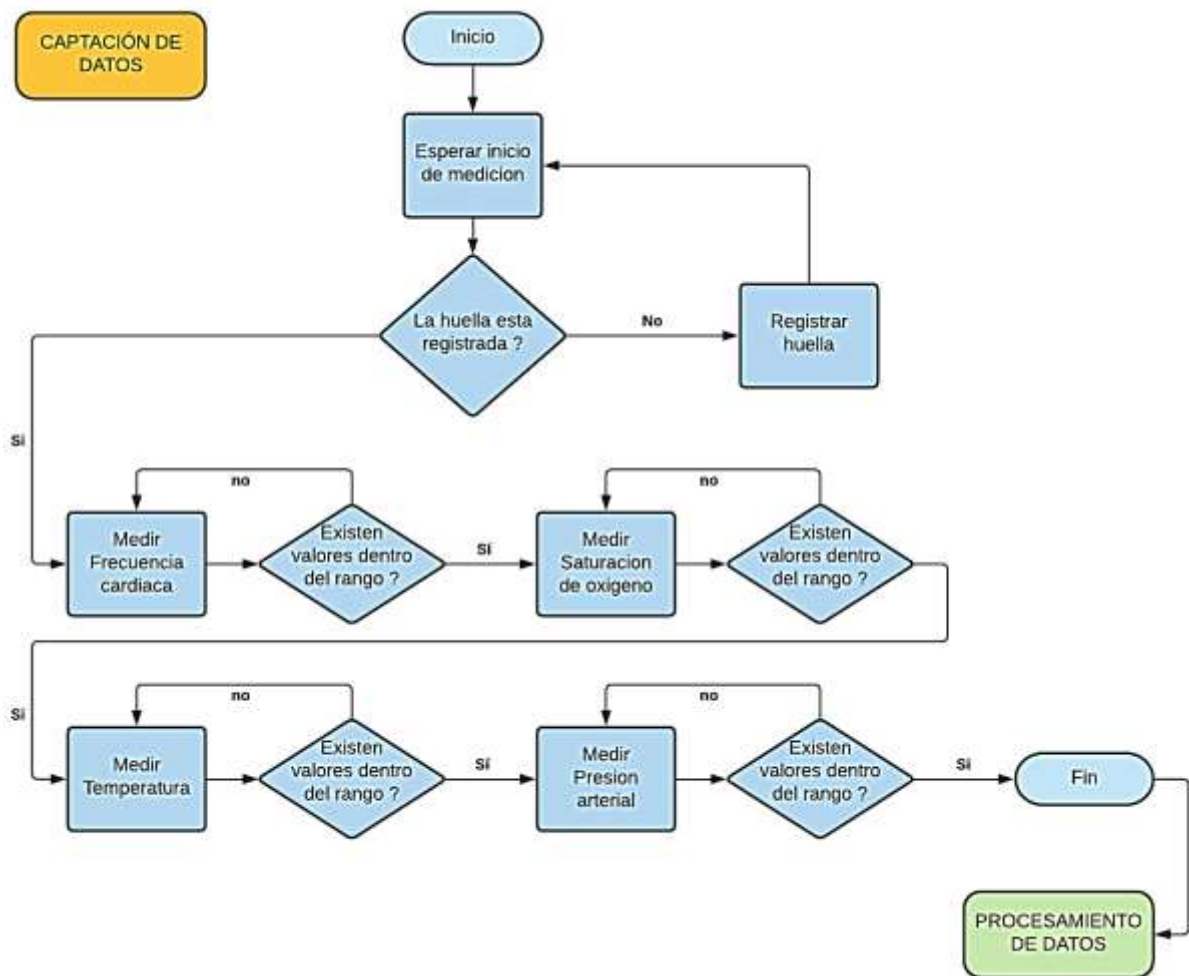 CAPTACIÓN DE
DATOS
Inicio
Esperar inicio
de medicion
La huella esta
registrada ?
No
Registrar
huella
Sí
no
no
Medir
Frecuencia
cardiaca
Existen
valores dentro
del rango ?
Sí
Medir
Saturacion
de oxigeno
Existen
valores dentro
del rango ?
Sí
no
no
Medir
Temperatura
Existen
valores dentro
del rango ?
Sí
Medir
Presion
arterial
Existen
valores dentro
del rango ?
Si
Fin
PROCESAMIENTO
DE DATOS